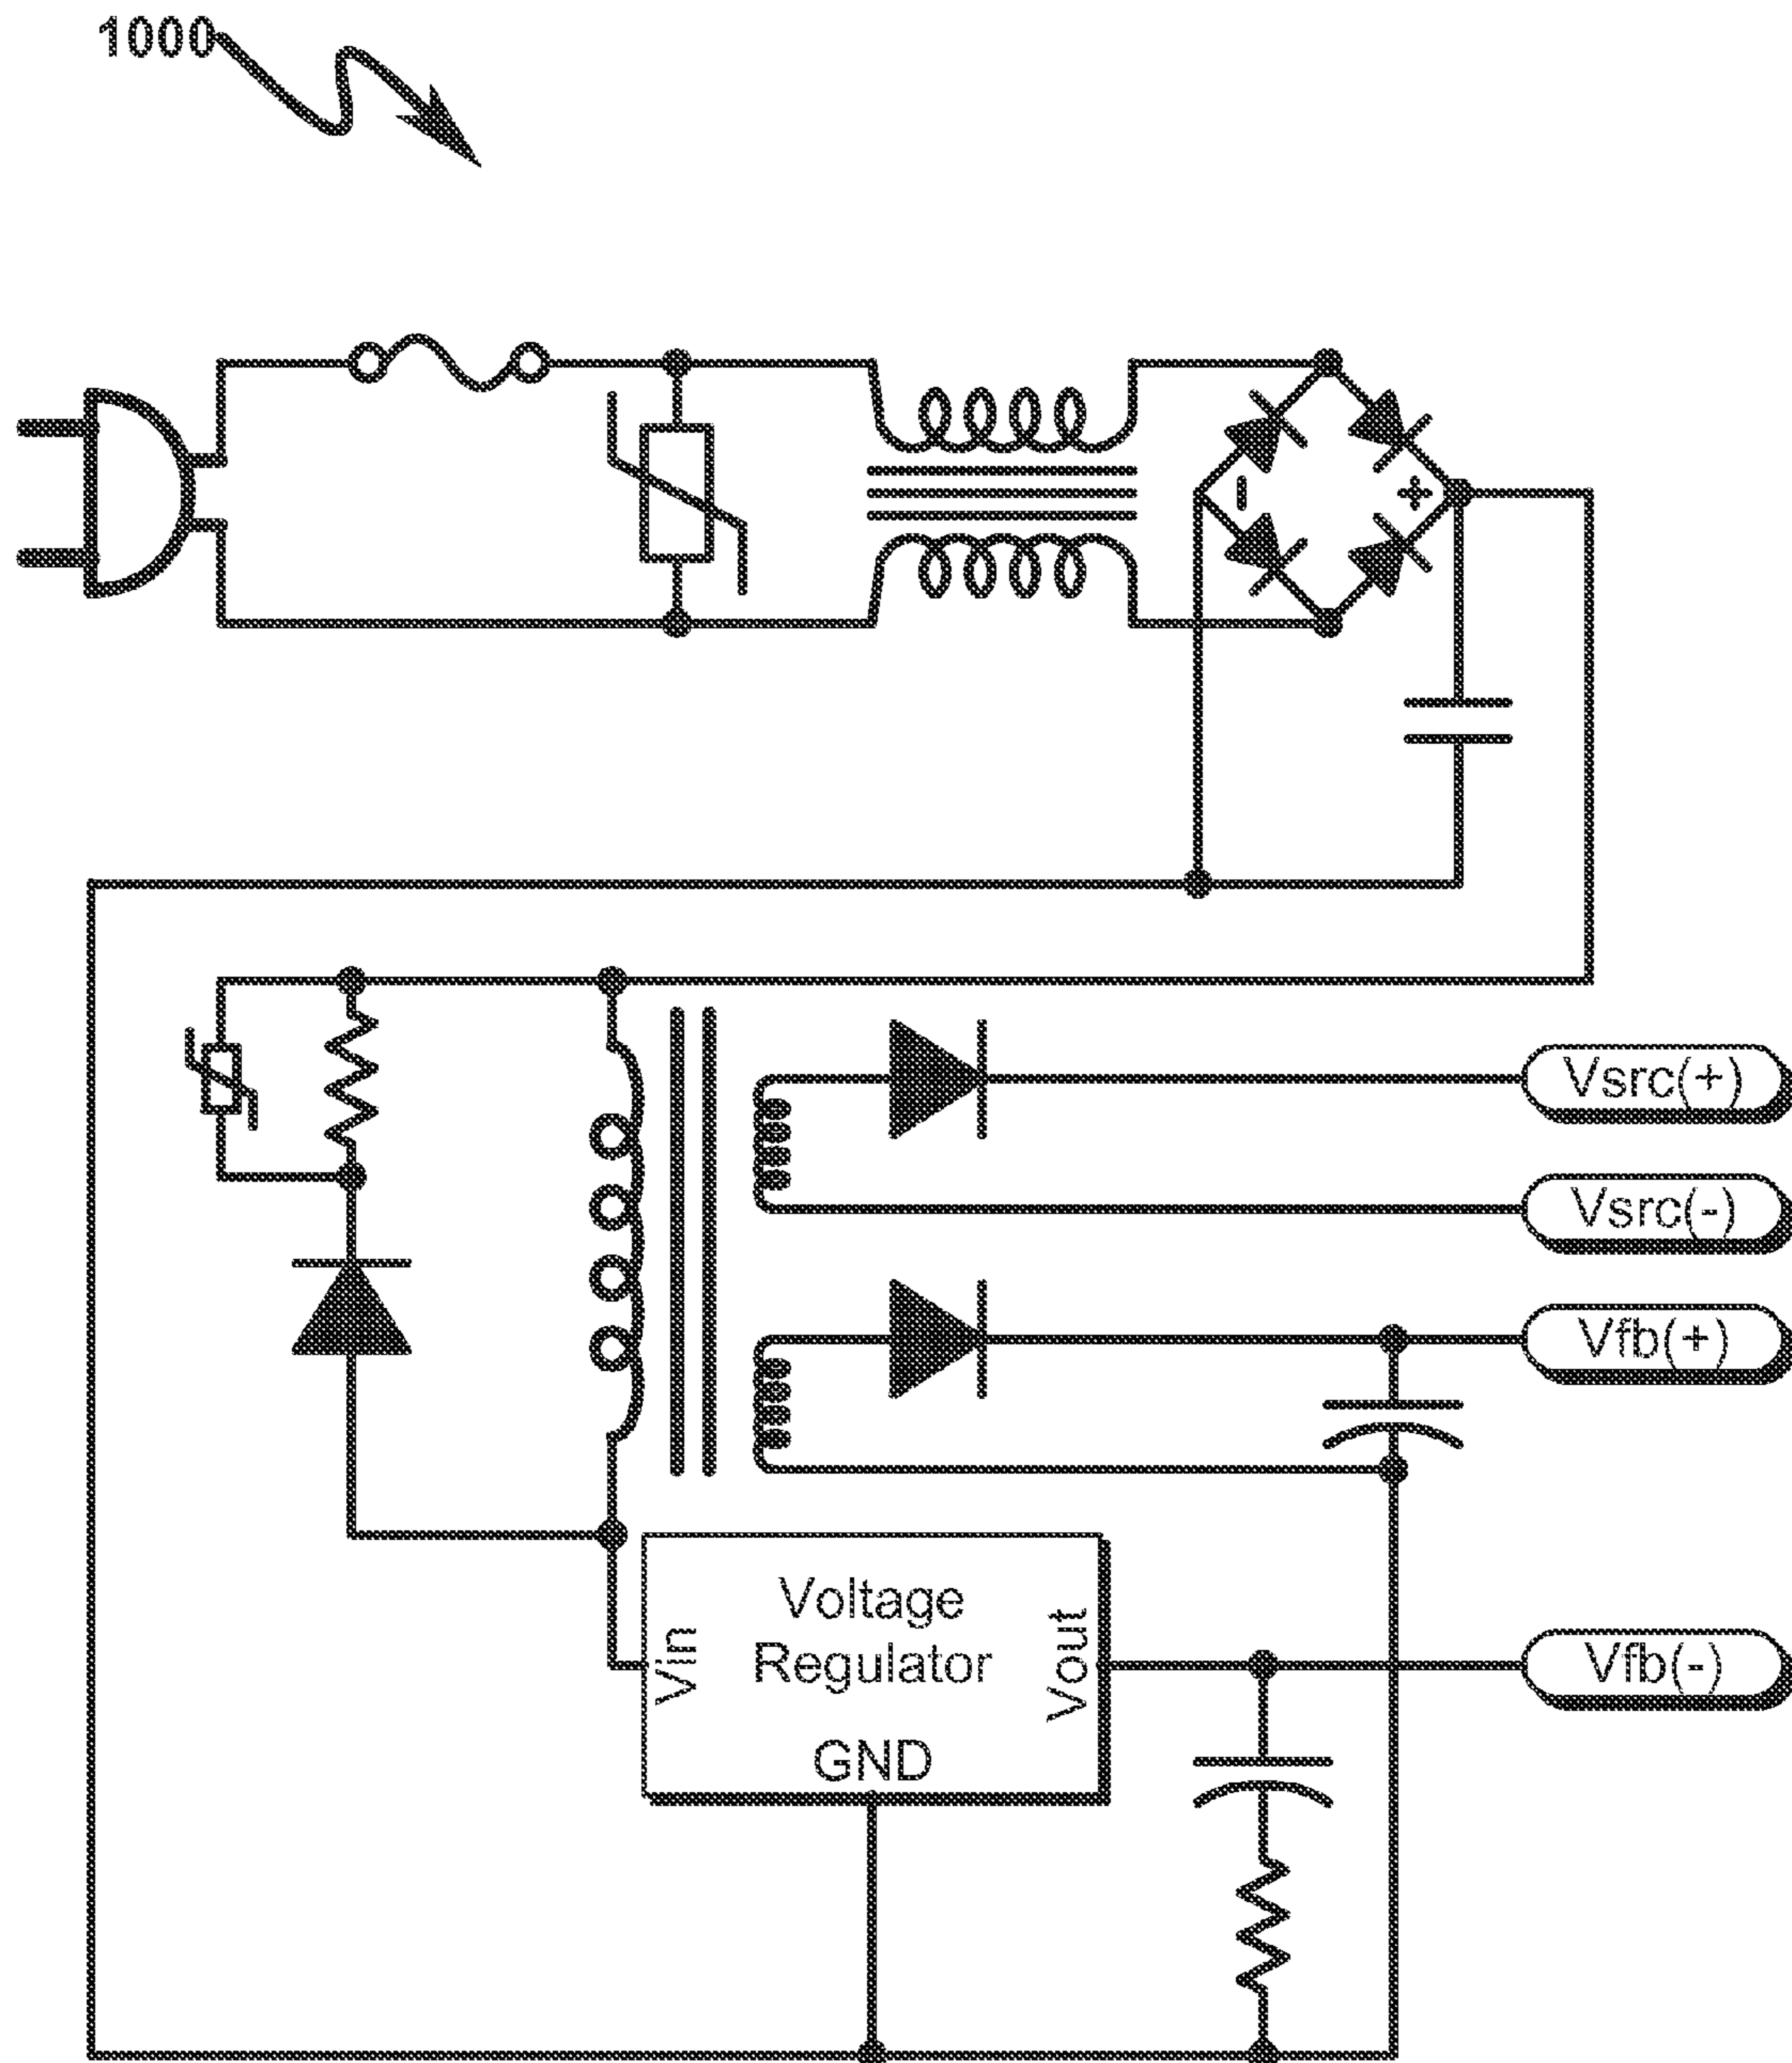 1000
-
+
Vsrc(+)
Vsrc(-)
Vfb(+)
Voltage
Regulator
Vin
Vout
GND
Vfb(-)